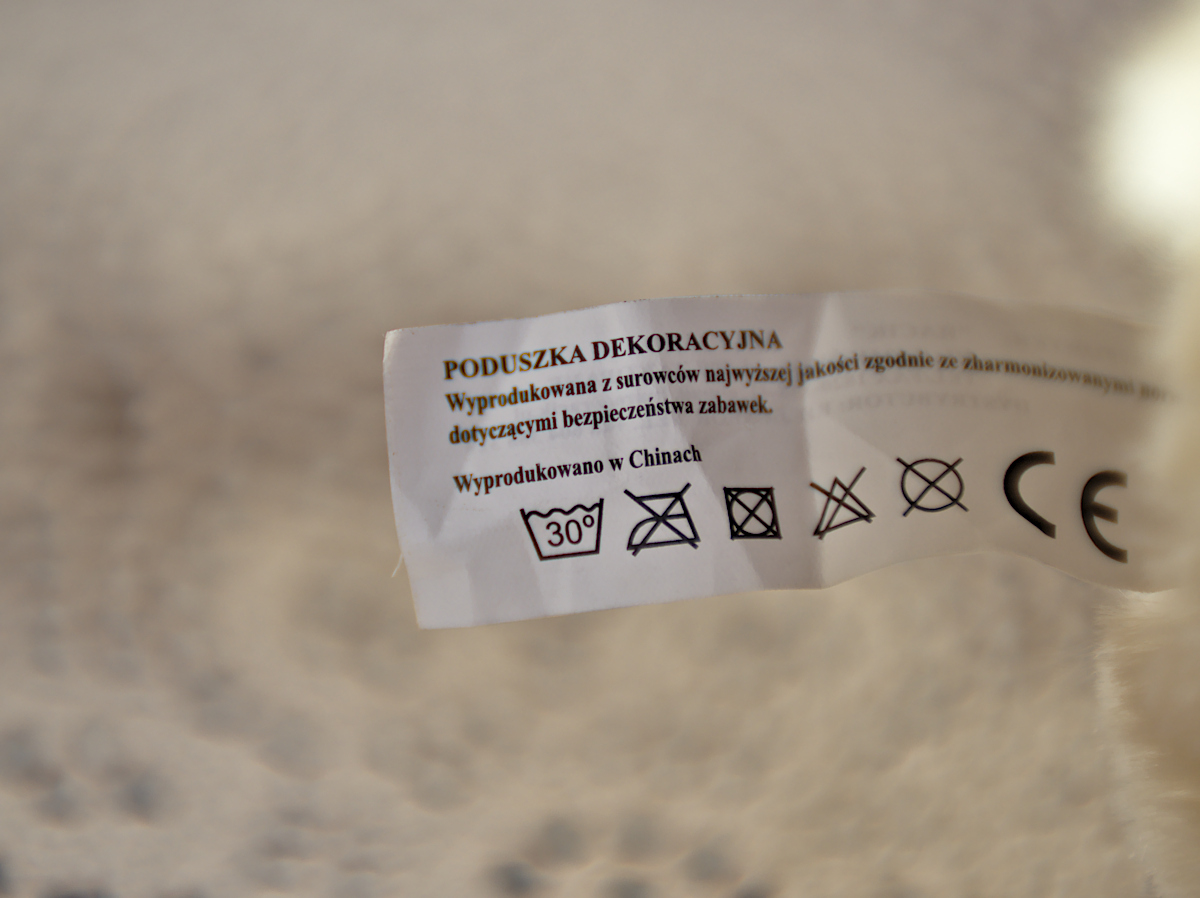 PODUSZKA DEKORACYJNA
Wyprodukowana z surowców najwyższej jakości zgodnie ze zharmonizowanymi
dotyczącymi bezpieczeństwa zabawek.
Wyprodukowano w Chinach
30°
CE